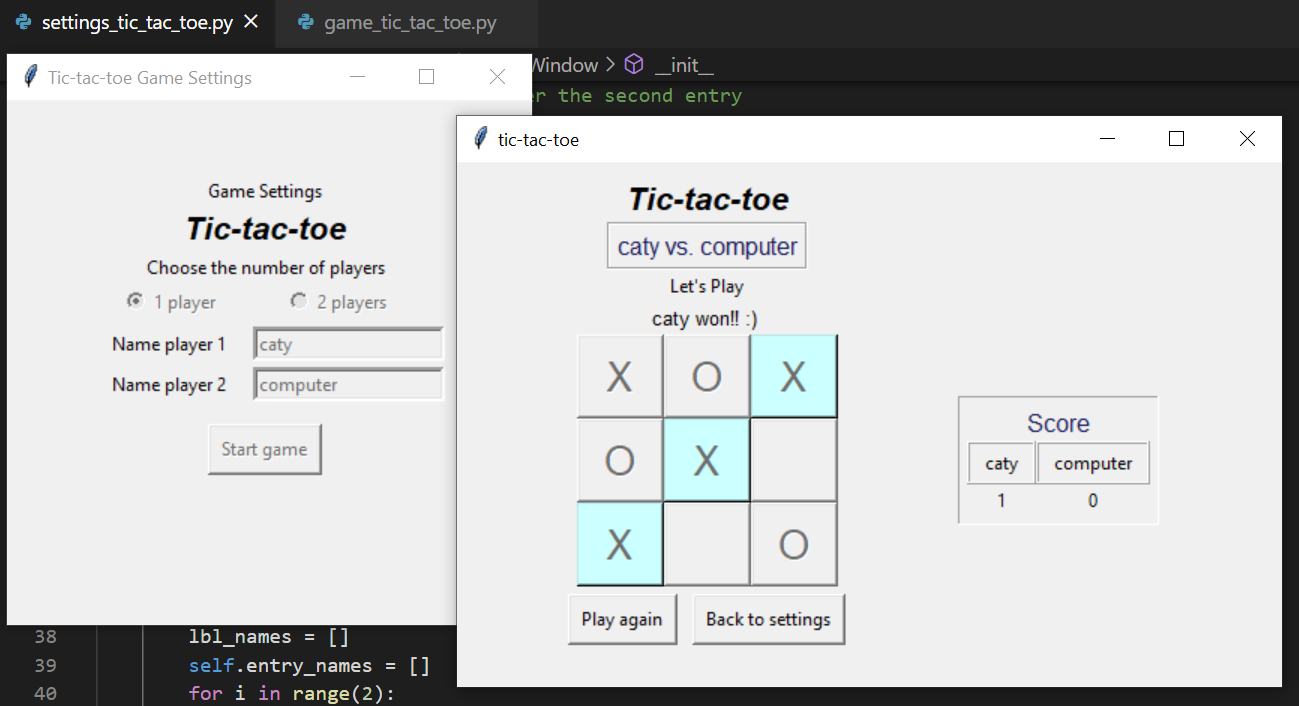 settings_tic_tac_toe.py
game_tic_tac_toe.py
Window > __init__
the second entry
Tic-tac-toe Game Settings
Game Settings
Tic-tac-toe
Choose the number of players
1 player 2 players
Name player 1 caty
Name player 2 computer
Start game
tic-tac-toe
Tic-tac-toe
caty vs. computer
Let's Play
caty won!! :)
X O X
O X
X O
Play again Back to settings
Score
caty computer
1 0
38 lbl_names = []
39 self.entry_names = []
40 for i in range(2):